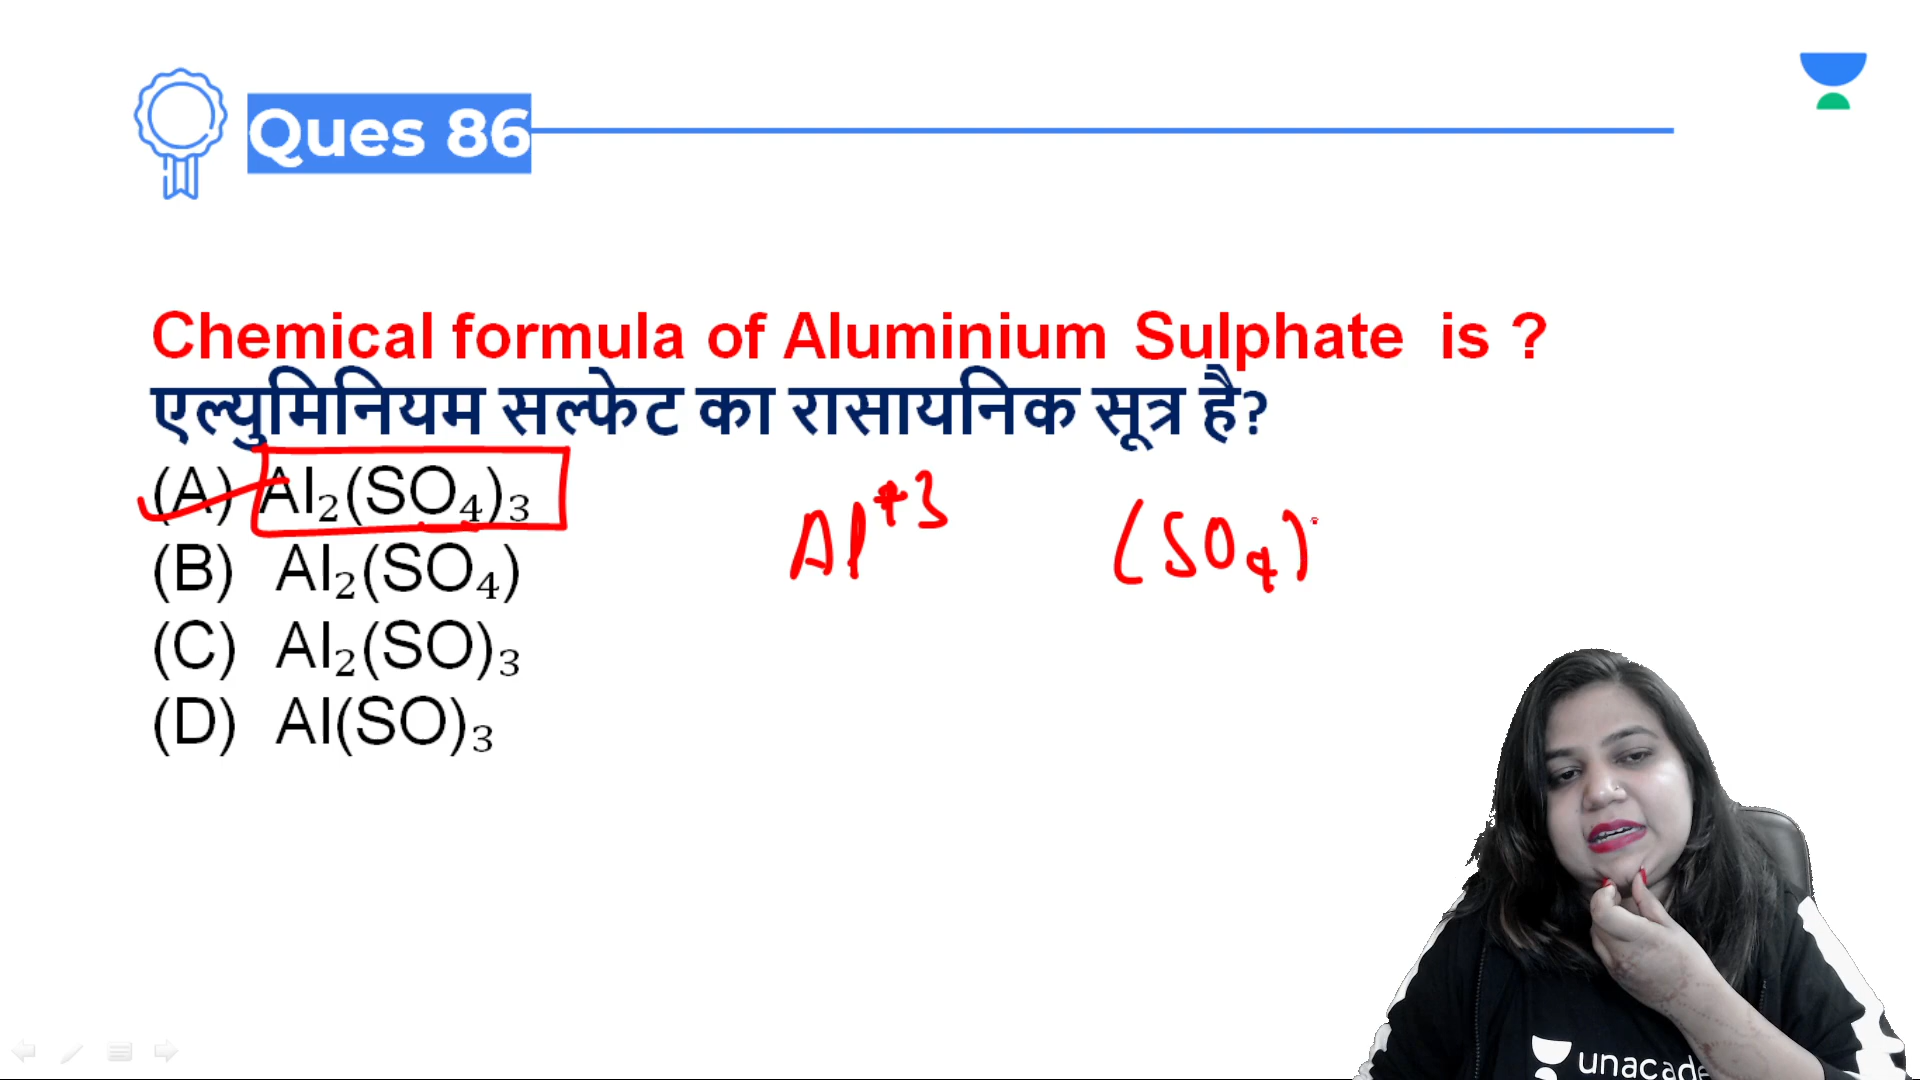 Ques 86
Chemical formula of Aluminium Sulphate is ?
एल्युमिनियम सल्फेट का रासायनिक सूत्र है?
(A) Al₂(SO₄)₃
(B) Al₂(SO₄)
(C) Al₂(SO)₃
(D) Al(SO)₃
Al⁺³ (SO₄)
unacade